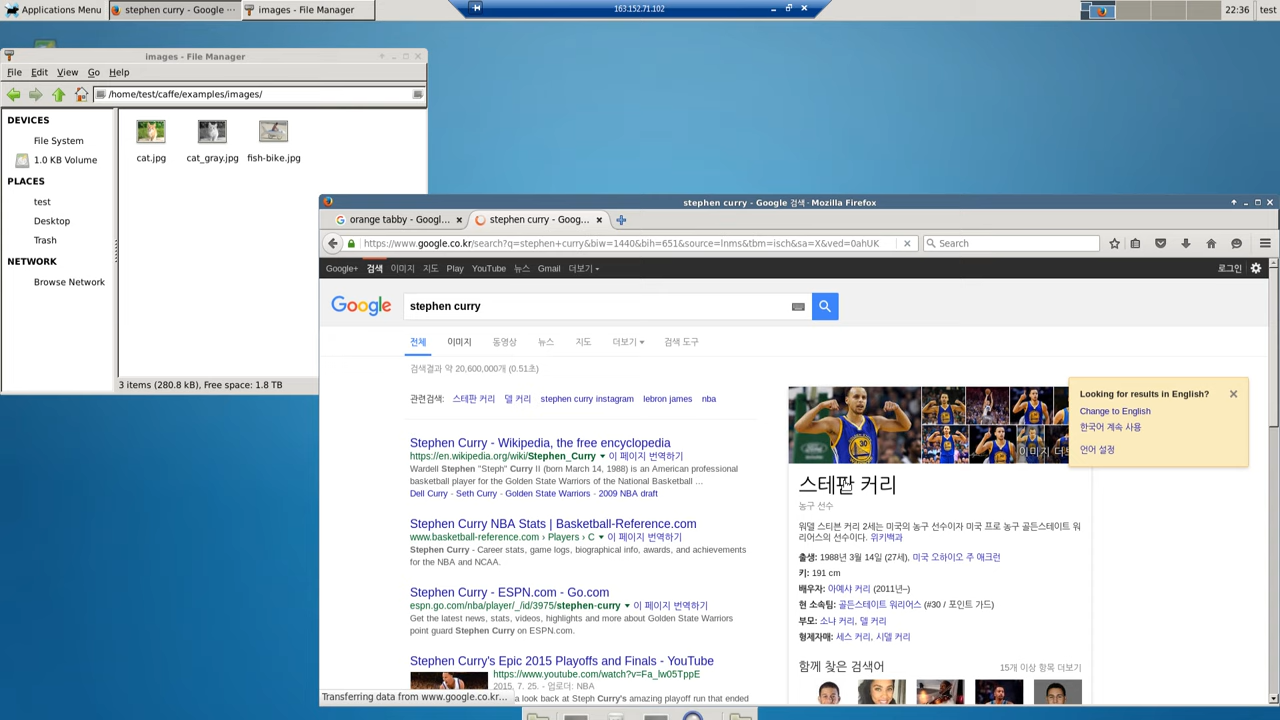 Applications Menu
stephen curry - Google ···
images - File Manager
163.152.71.102
22:36
test
images - File Manager
File Edit View Go Help
/home/test/caffe/examples/images/
DEVICES
File System
1.0 KB Volume
PLACES
test
Desktop
Trash
NETWORK
Browse Network
cat.jpg
cat_gray.jpg
fish-bike.jpg
3 items (280.8 kB), Free space: 1.8 TB
stephen curry - Google 검색 - Mozilla Firefox
orange tabby - Googl...
stephen curry - Goog...
https://www.google.co.kr/search?q=stephen+curry&biw=1440&bih=651&source=lnms&tbm=isch&sa=X&ved=0ahUK
Search
Google+ 검색 이미지 지도 Play YouTube 뉴스 Gmail 더보기
로그인
Google
stephen curry
전체 이미지 동영상 뉴스 지도 더보기 검색 도구
검색결과 약 20,600,000개 (0.51초)
관련검색: 스테판 커리 델 커리 stephen curry instagram lebron james nba
Stephen Curry - Wikipedia, the free encyclopedia
https://en.wikipedia.org/wiki/Stephen_Curry 이 페이지 번역하기
Wardell Stephen "Steph" Curry II (born March 14, 1988) is an American professional
basketball player for the Golden State Warriors of the National Basketball ...
Dell Curry - Seth Curry - Golden State Warriors - 2009 NBA draft
Stephen Curry NBA Stats | Basketball-Reference.com
www.basketball-reference.com › Players › C 이 페이지 번역하기
Stephen Curry - Career stats, game logs, biographical info, awards, and achievements
for the NBA and NCAA.
Stephen Curry - ESPN.com - Go.com
espn.go.com/nba/player/_/id/3975/stephen-curry 이 페이지 번역하기
Get the latest news, stats, videos, highlights and more about Golden State Warriors
point guard Stephen Curry on ESPN.com.
Stephen Curry's Epic 2015 Playoffs and Finals - YouTube
https://www.youtube.com/watch?v=Fa_lw05TppE
2015. 7. 25. - 업로더: NBA
a look back at Steph Curry's amazing playoff run that ended
Transferring data from www.google.co.kr...
이미지 더보
Looking for results in English?
Change to English
한국어 계속 사용
언어 설정
스테판 커리
농구 선수
워델 스티븐 커리 2세는 미국의 농구 선수이자 미국 프로 농구 골든스테이트 워
리어스의 선수이다. 위키백과
출생: 1988년 3월 14일 (27세), 미국 오하이오 주 애크런
키: 191 cm
배우자: 아예샤 커리 (2011년–)
현 소속팀: 골든스테이트 워리어스 (#30 / 포인트 가드)
부모: 소냐 커리, 델 커리
형제자매: 세스 커리, 시델 커리
함께 찾은 검색어
15개 이상 항목 더보기